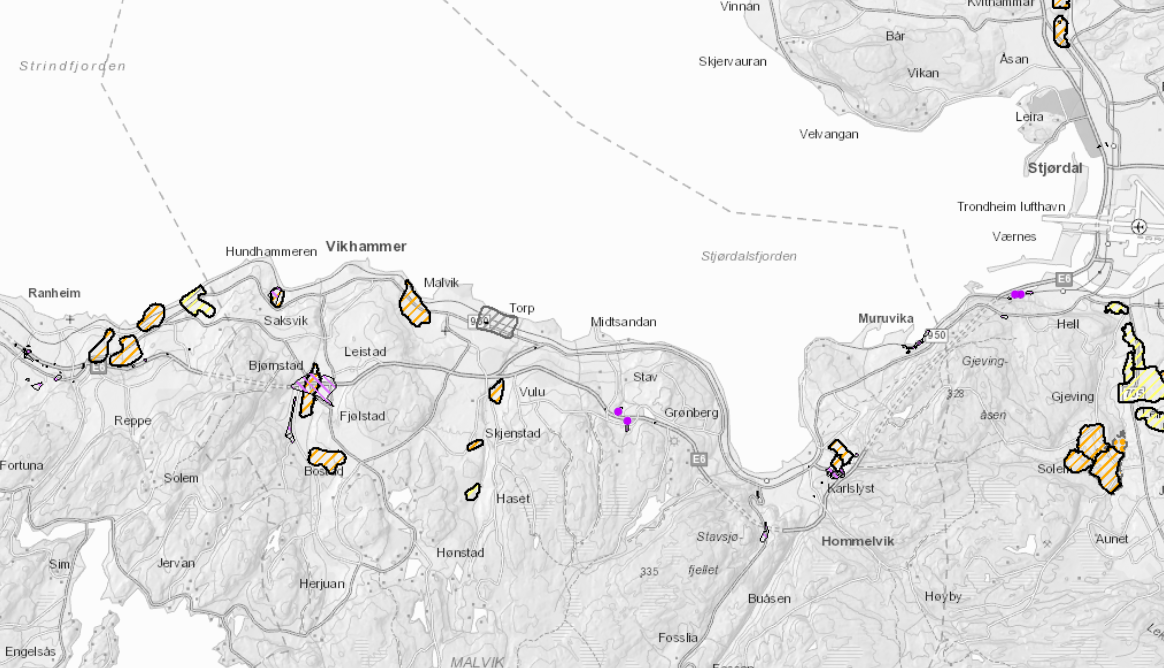 Vinnan
Kvithammar
Bår
Åsan
Strindfjorden
Skjervauran
Vikan
Leira
Velvangan
Stjørdal
Trondheim lufthavn
Værnes
Hundhammeren
Vikhammer
Stjørdalsfjorden
E6
Ranheim
Malvik
Saksvik
950
Torp
Midtsandan
Muruvika
950
Hell
E6
Bjørnstad
Leistad
Gjeving-
Stav
328
Gjeving
705
Vulu
åsen
Reppe
Fjølstad
Grønberg
Skjenstad
Fortuna
Solem
E6
Karlslyst
Haset
Stavsjø-
Hommelvik
Aunet
Hønstad
Sim
Jervan
335
fjellet
Herjuan
Buåsen
Høyby
Fosslia
Engelsås
MALVIK